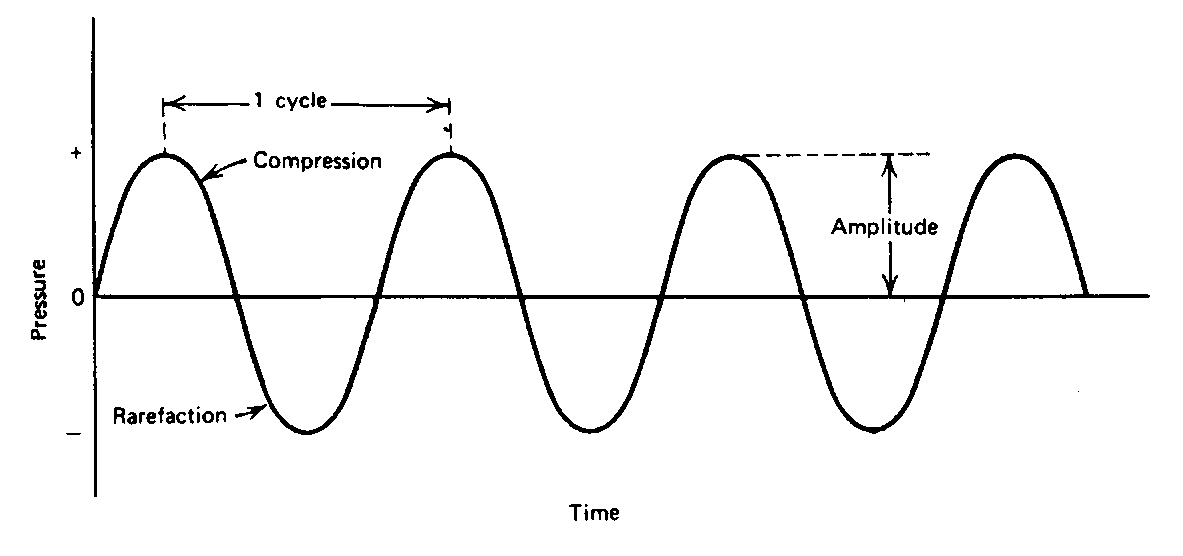 1 cycle
+
Compression
Amplitude
Pressure
0
Rarefaction
–
Time